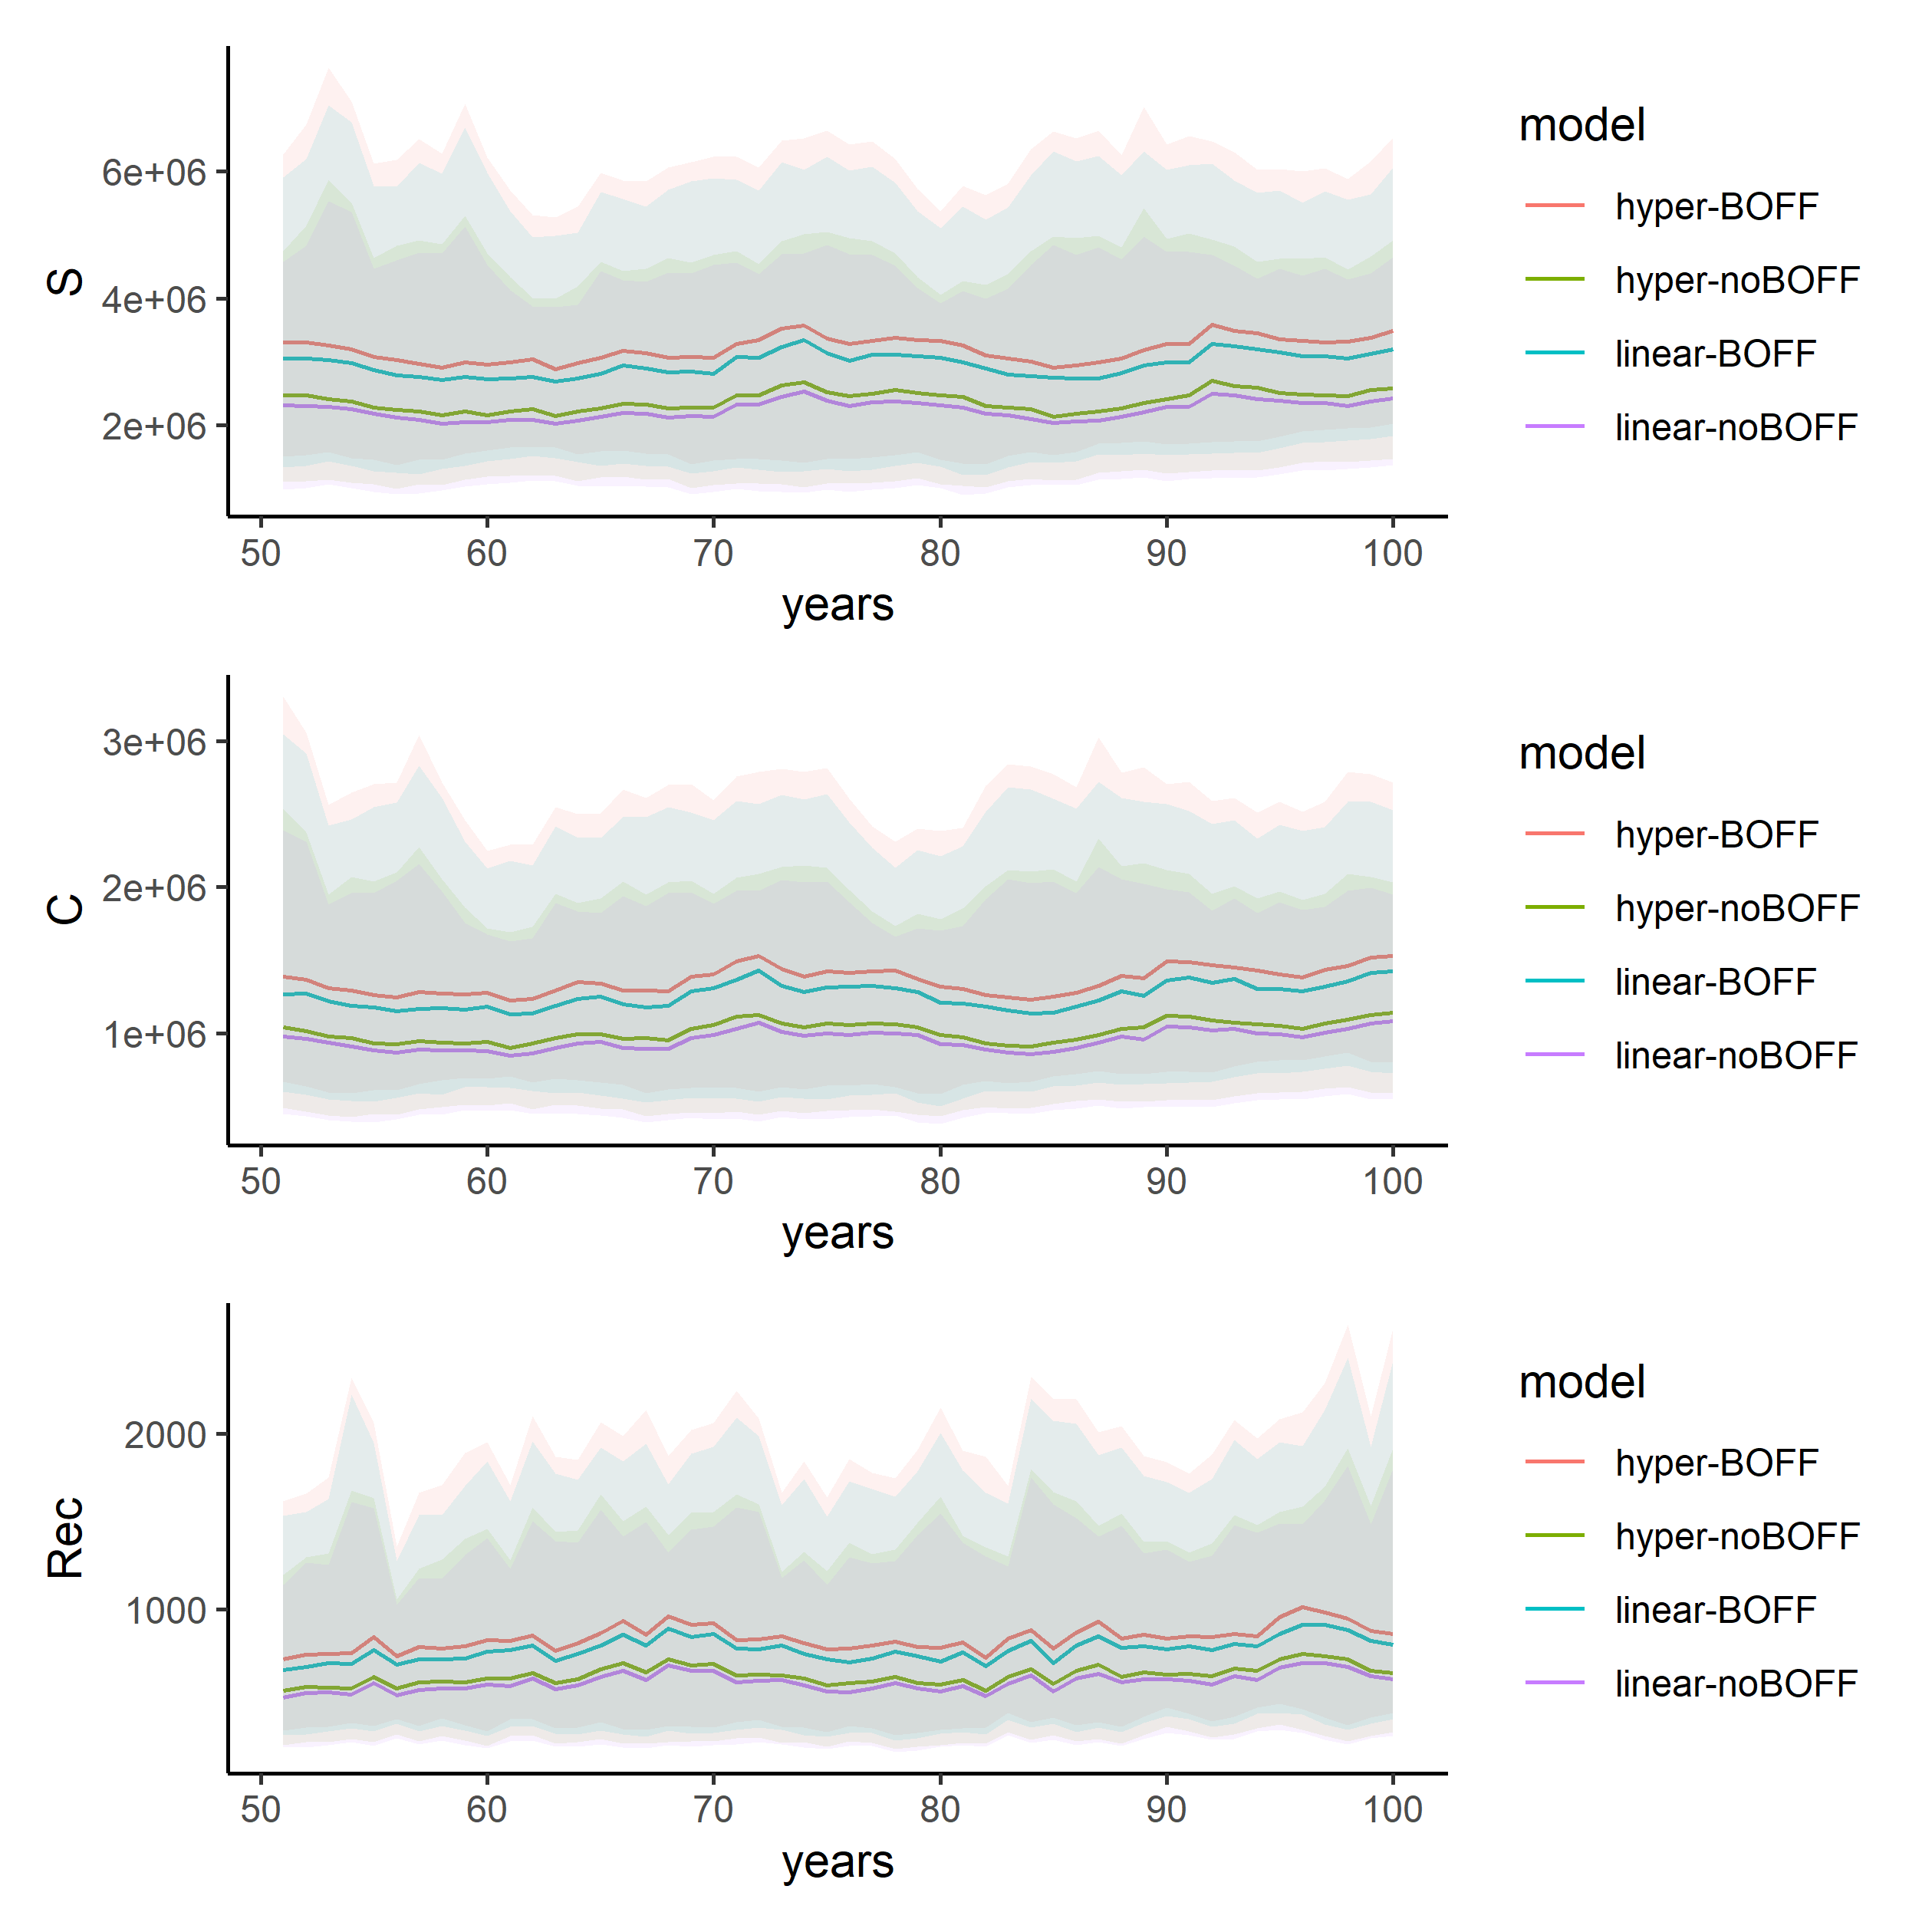 S
6e+06
4e+06
2e+06
50 60 70 80 90 100
years
model
hyper-BOFF
hyper-noBOFF
linear-BOFF
linear-noBOFF
C
3e+06
2e+06
1e+06
50 60 70 80 90 100
years
model
hyper-BOFF
hyper-noBOFF
linear-BOFF
linear-noBOFF
Rec
2000
1000
50 60 70 80 90 100
years
model
hyper-BOFF
hyper-noBOFF
linear-BOFF
linear-noBOFF